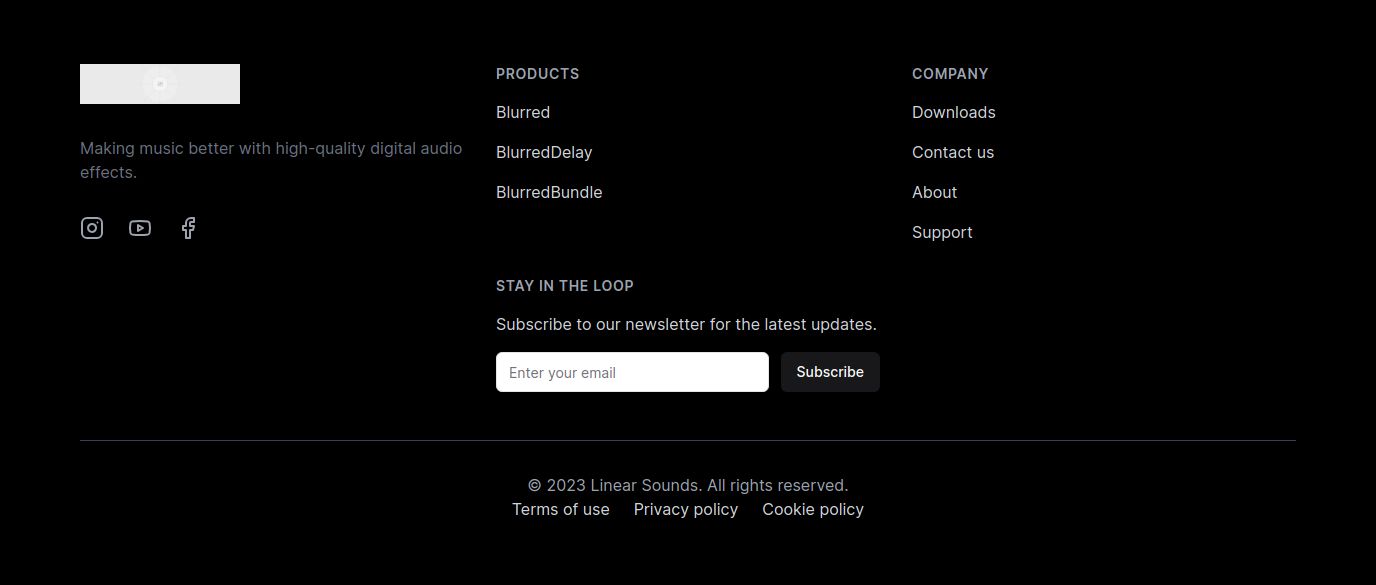 Making music better with high-quality digital audio
effects.
PRODUCTS
Blurred
BlurredDelay
BlurredBundle
COMPANY
Downloads
Contact us
About
Support
STAY IN THE LOOP
Subscribe to our newsletter for the latest updates.
Enter your email
Subscribe
© 2023 Linear Sounds. All rights reserved.
Terms of use Privacy policy Cookie policy